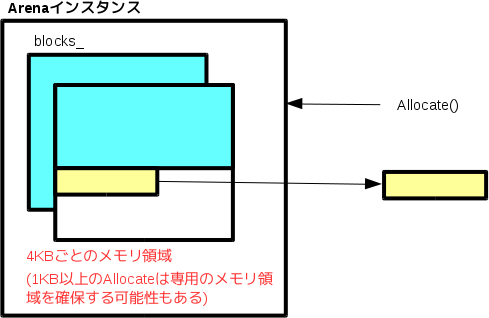 Arenaインスタンス
blocks_
Allocate()
4KBごとのメモリ領域
(1KB以上のAllocateは専用のメモリ領
域を確保する可能性もある)